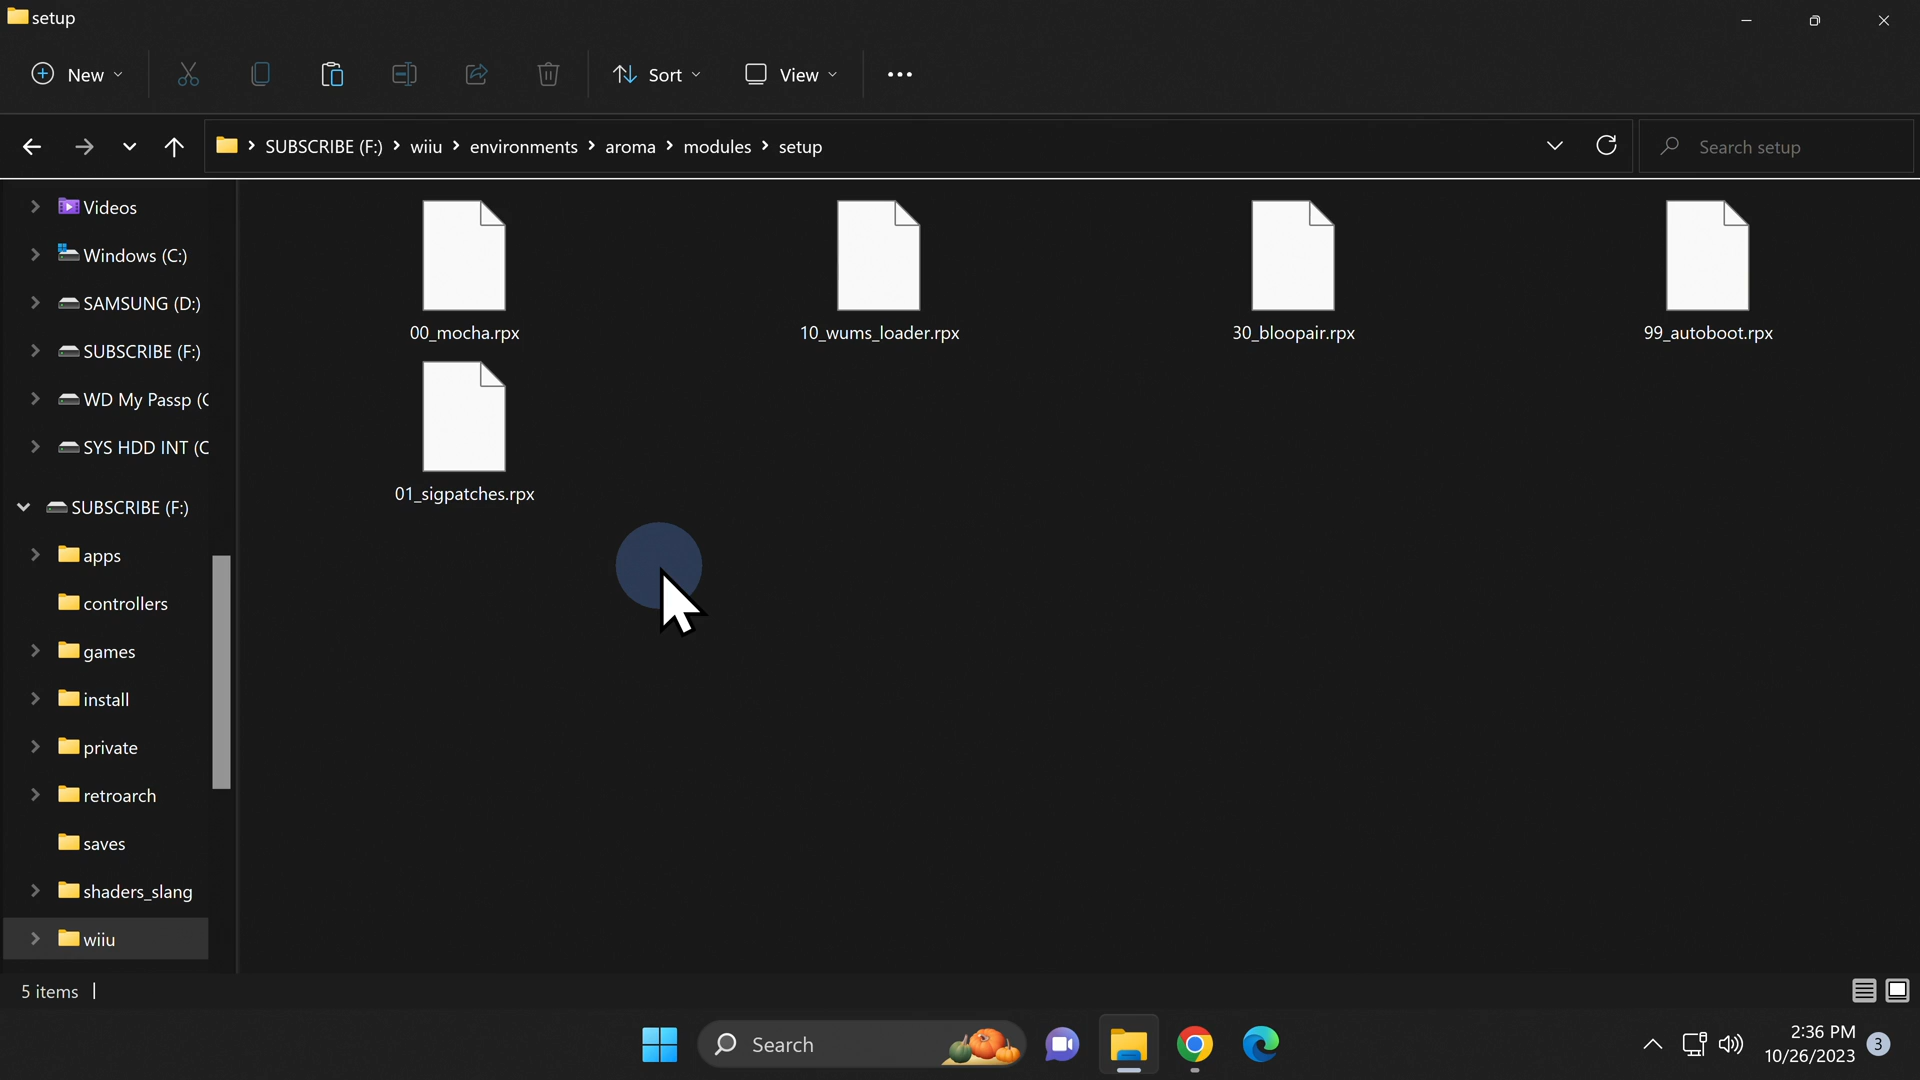 setup
New
Sort
View
SUBSCRIBE (F:) > wiiu > environments > aroma > modules > setup
Search setup
Videos
Windows (C:)
SAMSUNG (D:)
SUBSCRIBE (F:)
WD My Passp (
SYS HDD INT (
SUBSCRIBE (F:)
apps
controllers
games
install
private
retroarch
saves
shaders_slang
wiiu
00_mocha.rpx
10_wums_loader.rpx
30_bloopair.rpx
99_autoboot.rpx
01_sigpatches.rpx
5 items
Search
2:36 PM
10/26/2023
3